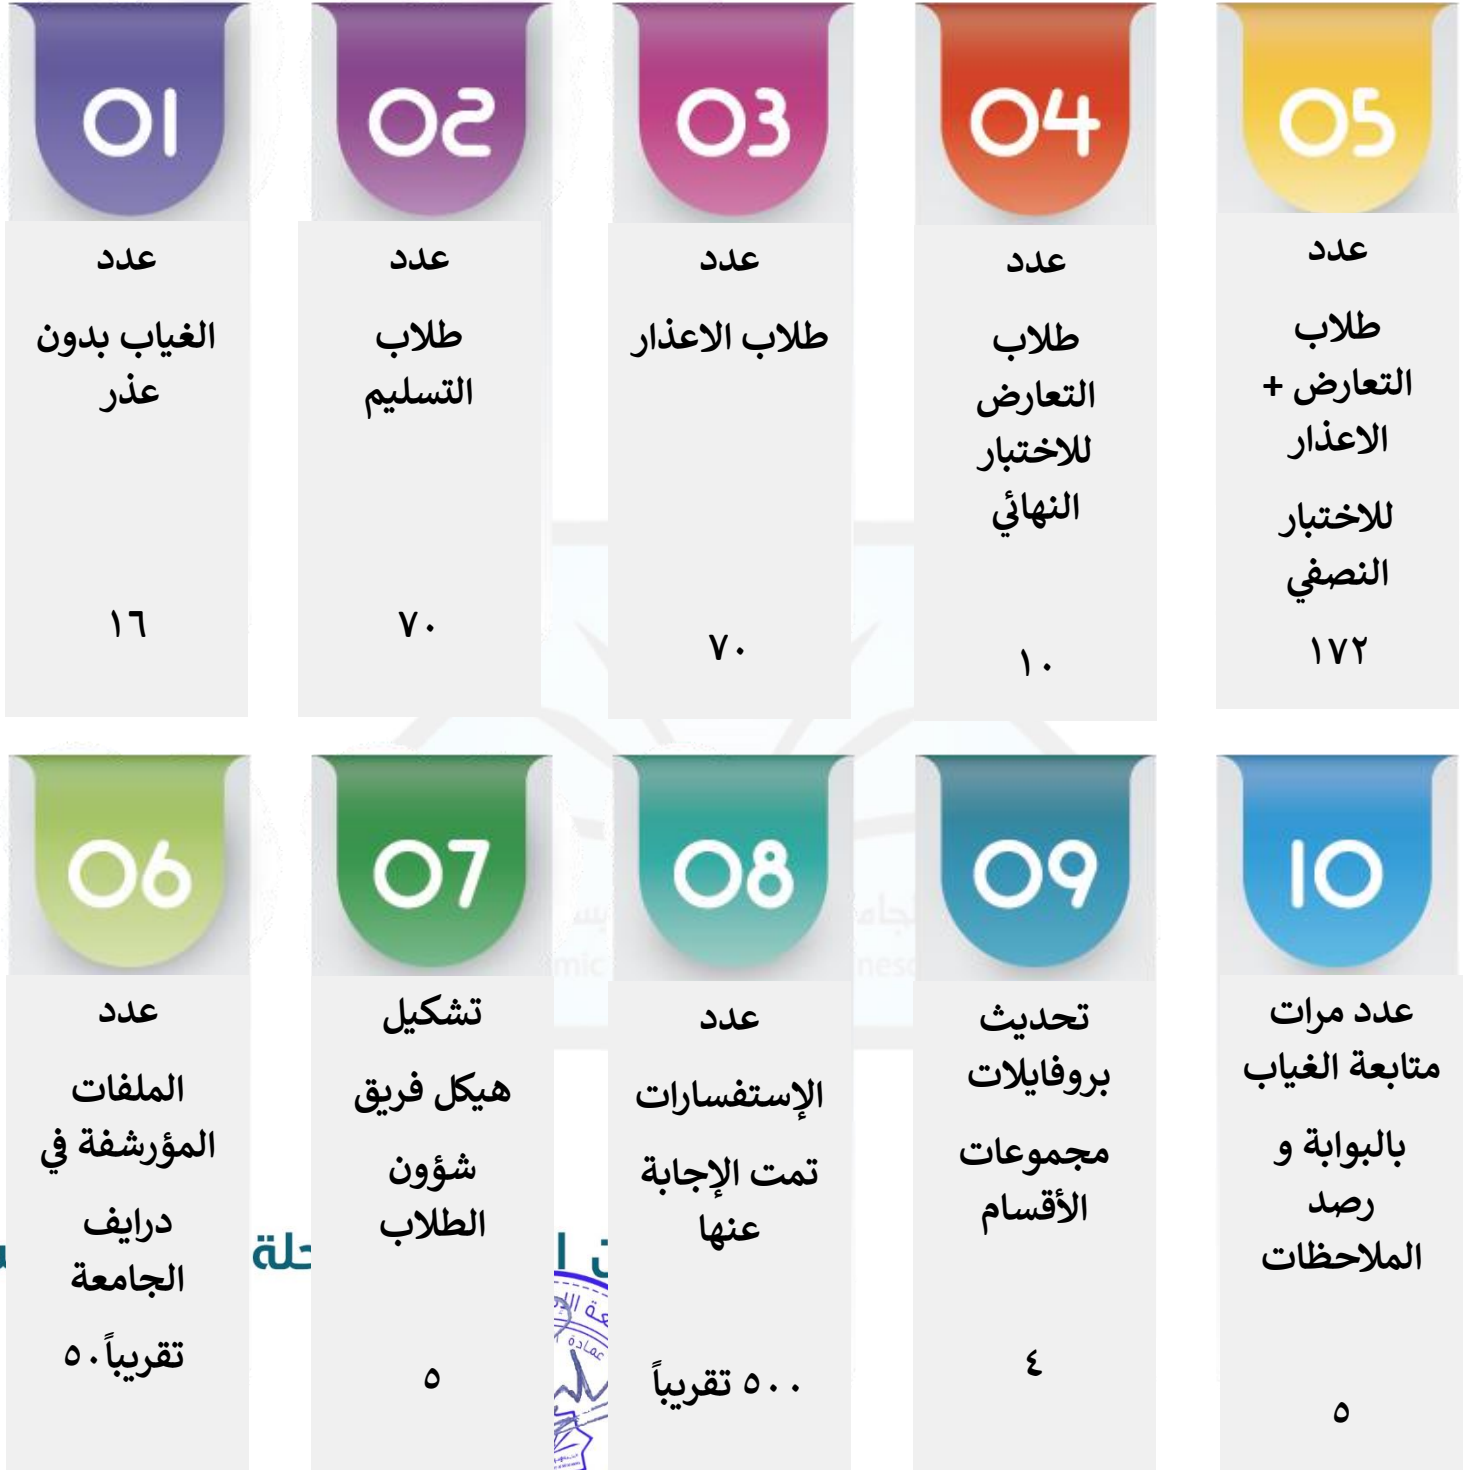 01
عدد
الغياب بدون
عذر
١٦
02
عدد
طلاب
التسليم
٧٠
03
عدد
طلاب الاعذار
٧٠
04
عدد
طلاب
التعارض
للاختبار
النهائي
١٠
05
عدد
طلاب
التعارض +
الاعذار
للاختبار
النصفي
١٧٢
06
عدد
الملفات
المؤرشفة في
درايف
الجامعة
تقريباً٥٠
07
تشكيل
هيكل فريق
شؤون
الطلاب
٥
08
عدد
الإستفسارات
تمت الإجابة
عنها
٥٠٠ تقريباً
09
تحديث
بروفايلات
مجموعات
الأقسام
٤
10
عدد مرات
متابعة الغياب
بالبوابة و
رصد
الملاحظات
٥